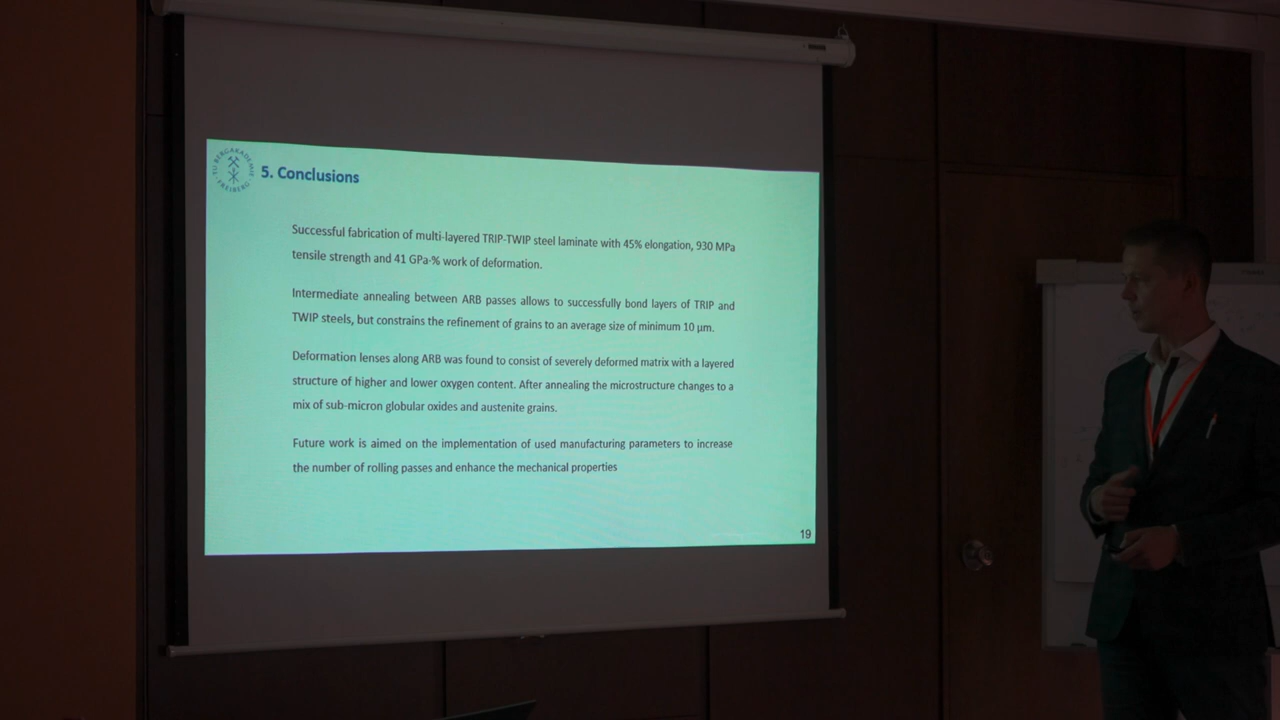 TU BERGAKADEMIE
FREIBERG
5. Conclusions
Successful fabrication of multi-layered TRIP-TWIP steel laminate with 45% elongation, 930 MPa
tensile strength and 41 GPa-% work of deformation.
Intermediate annealing between ARB passes allows to successfully bond layers of TRIP and
TWIP steels, but constrains the refinement of grains to an average size of minimum 10 µm.
Deformation lenses along ARB was found to consist of severely deformed matrix with a layered
structure of higher and lower oxygen content. After annealing the microstructure changes to a
mix of sub-micron globular oxides and austenite grains.
Future work is aimed on the implementation of used manufacturing parameters to increase
the number of rolling passes and enhance the mechanical properties
19